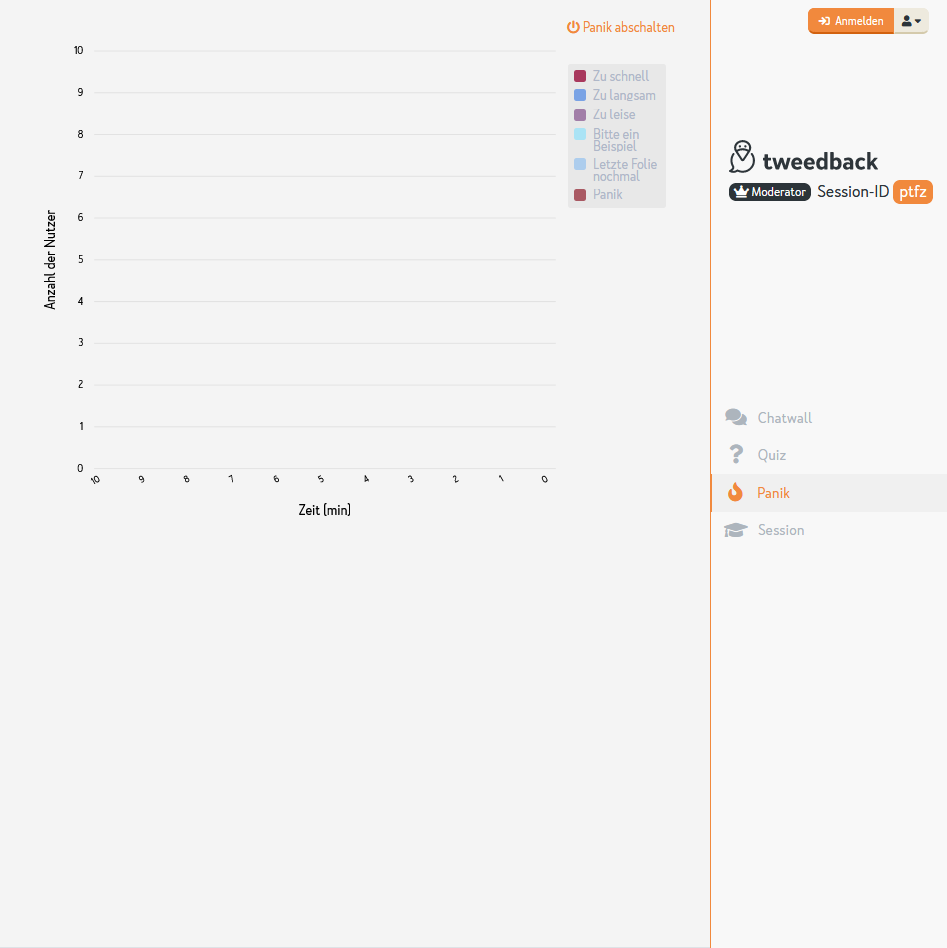 Panik abschalten
10
9
8
7
6
5
4
3
2
1
0
Anzahl der Nutzer
10
9
8
7
6
5
4
3
2
1
0
Zeit (min)
Zu schnell
Zu langsam
Zu leise
Bitte ein
Beispiel
Letzte Folie
nochmal
Panik
Anmelden
tweedback
Moderator Session-ID ptfz
Chatwall
Quiz
Panik
Session